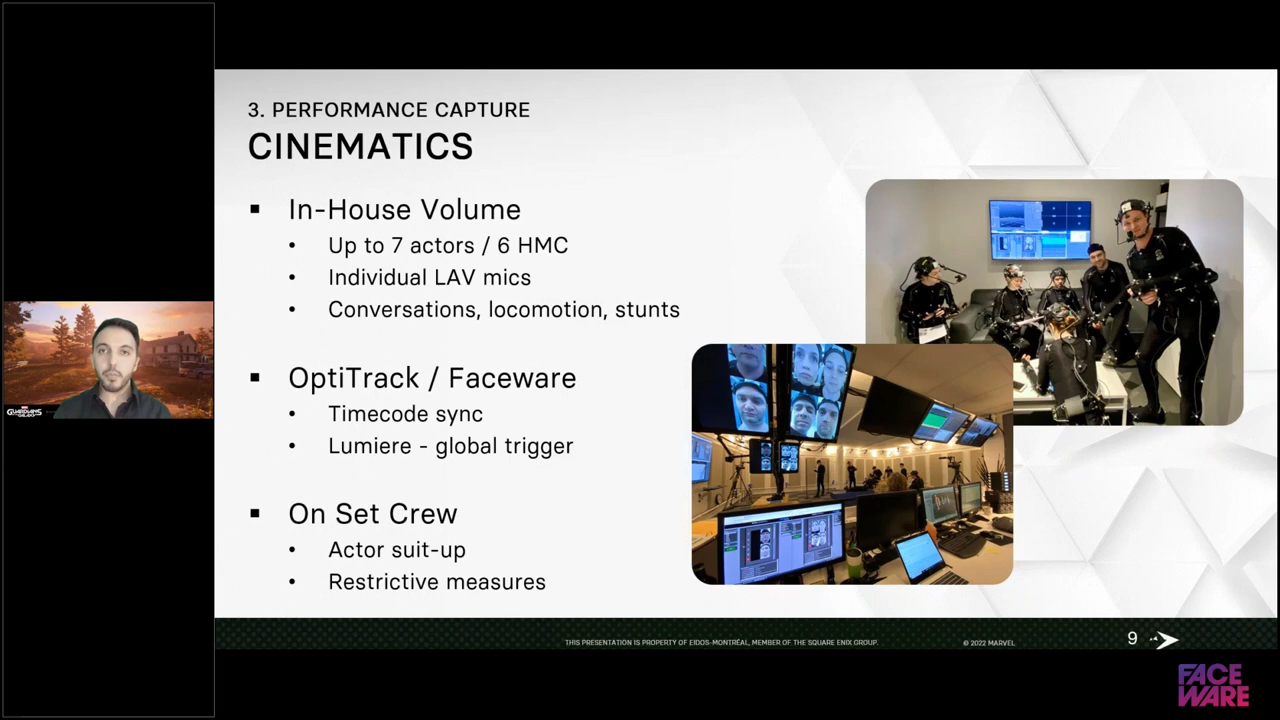 3. PERFORMANCE CAPTURE
CINEMATICS
In-House Volume
Up to 7 actors / 6 HMC
Individual LAV mics
Conversations, locomotion, stunts
OptiTrack / Faceware
Timecode sync
Lumiere - global trigger
On Set Crew
Actor suit-up
Restrictive measures
GUARDIANS
THIS PRESENTATION IS PROPERTY OF EIDOS-MONTRÉAL, MEMBER OF THE SQUARE ENIX GROUP.
© 2022 MARVEL
9
FACE
WARE